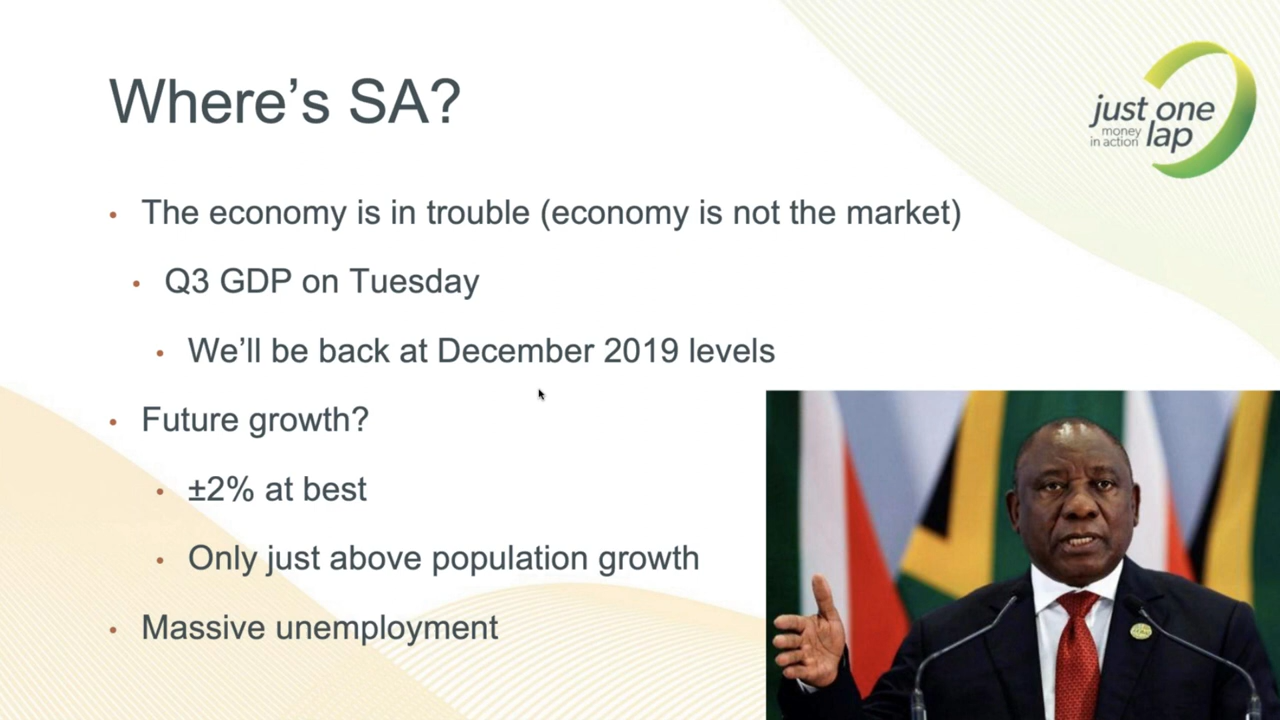 Where's SA?
just one
money
in action lap
• The economy is in trouble (economy is not the market)
• Q3 GDP on Tuesday
• We'll be back at December 2019 levels
• Future growth?
• ±2% at best
• Only just above population growth
• Massive unemployment